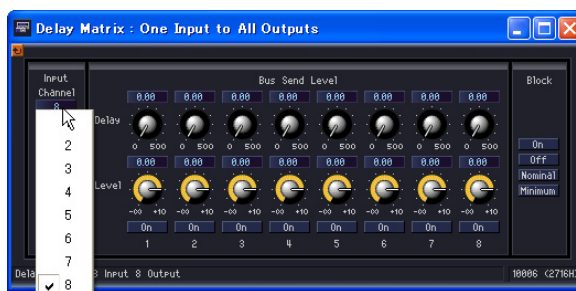 Delay Matrix : One Input to All Outputs
Input
Channel
8
2
3
4
5
6
7
8
Bus Send Level
0.00 0.00 0.00 0.00 0.00 0.00 0.00 0.00
Delay
0 500 0 500 0 500 0 500 0 500 0 500 0 500 0 500
0.00 0.00 0.00 0.00 0.00 0.00 0.00 0.00
Level
-∞ +10 -∞ +10 -∞ +10 -∞ +10 -∞ +10 -∞ +10 -∞ +10 -∞ +10
On On On On On On On On
1 2 3 4 5 6 7 8
Block
On
Off
Nominal
Minimum
Input 8 Output